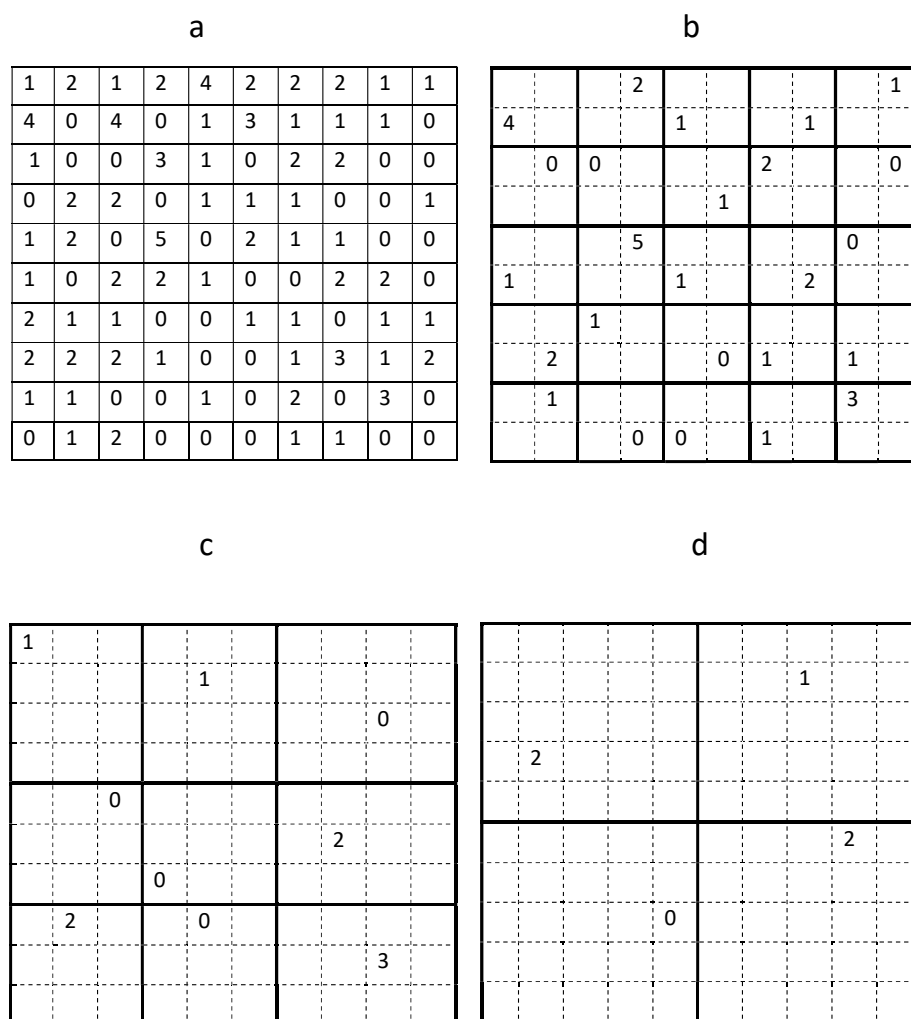 a
b
1 2 1 2 4 2 2 2 1 1
4 0 4 0 1 3 1 1 1 0
1 0 0 3 1 0 2 2 0 0
0 2 2 0 1 1 1 0 0 1
1 2 0 5 0 2 1 1 0 0
1 0 2 2 1 0 0 2 2 0
2 1 1 0 0 1 1 0 1 1
2 2 2 1 0 0 1 3 1 2
1 1 0 0 1 0 2 0 3 0
0 1 2 0 0 0 1 1 0 0
2 1
4 1 1
0 0 2 0
1
5 0
1 1 2
1
2 0 1 1
1 3
0 0 1
c
d
1
1
0
0
2
0
2 0
3
1
2
2
0